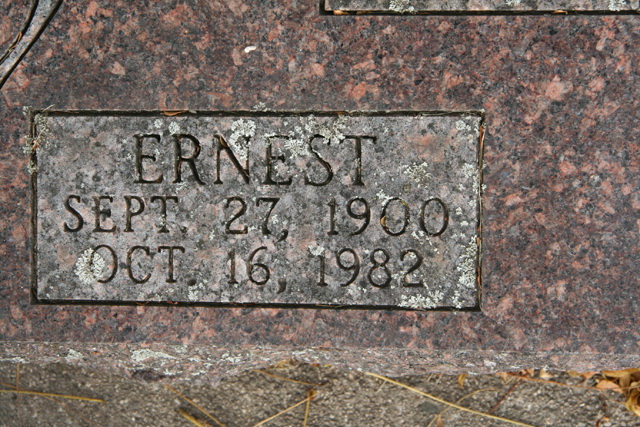 ERNEST
SEPT. 27, 1900
OCT. 16, 1982